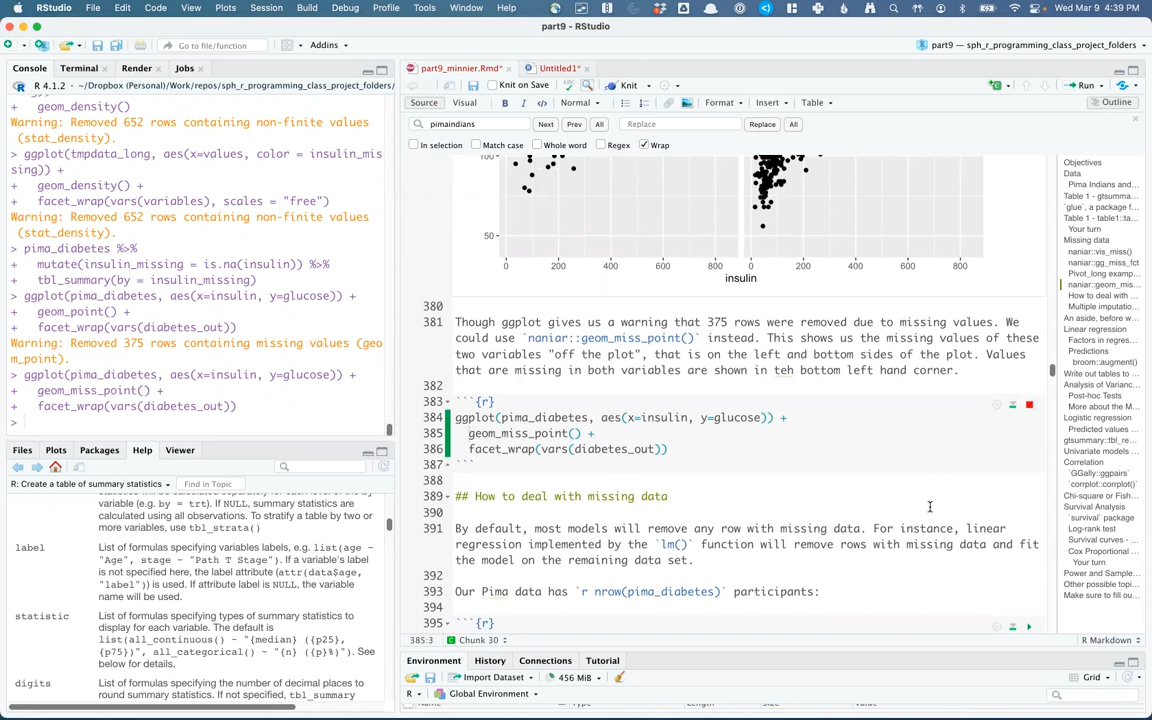 RStudio File Edit Code View Plots Session Build Debug Profile Tools Window Help Wed Mar 9 4:39 PM
part9 - RStudio
Go to file/function Addins part9 — sph_r_programming_class_project_folders
Console Terminal Render Jobs
R 4.1.2 · ~/Dropbox (Personal)/Work/repos/sph_r_programming_class_project_folders/
+ geom_density()
Warning: Removed 652 rows containing non-finite values
(stat_density).
> ggplot(tmpdata_long, aes(x=values, color = insulin_mis
sing)) +
+ geom_density() +
+ facet_wrap(vars(variables), scales = "free")
Warning: Removed 652 rows containing non-finite values
(stat_density).
> pima_diabetes %>%
+ mutate(insulin_missing = is.na(insulin)) %>%
+ tbl_summary(by = insulin_missing)
> ggplot(pima_diabetes, aes(x=insulin, y=glucose)) +
+ geom_point() +
+ facet_wrap(vars(diabetes_out))
Warning: Removed 375 rows containing missing values (geo
m_point).
> ggplot(pima_diabetes, aes(x=insulin, y=glucose)) +
+ geom_miss_point() +
+ facet_wrap(vars(diabetes_out))
>
Files Plots Packages Help Viewer
R: Create a table of summary statistics Find in Topic
variable (e.g. by = trt). If NULL, summary statistics are
calculated using all observations. To stratify a table by two or
more variables, use tbl_strata()
label List of formulas specifying variables labels, e.g. list(age ~
"Age", stage ~ "Path T Stage"). If a variable's label
is not specified here, the label attribute (attr(data$age,
"label")) is used. If attribute label is NULL, the variable
name will be used.
statistic List of formulas specifying types of summary statistics to
display for each variable. The default is
list(all_continuous() ~ "{median} ({p25},
{p75})", all_categorical() ~ "{n} ({p}%)"). See
below for details.
digits List of formulas specifying the number of decimal places to
round summary statistics. If not specified, tbl_summary
part9_minnier.Rmd* Untitled1*
Knit on Save Knit Run
Source Visual B I </> Normal Format Insert Table Outline
pimaindians Next Prev All Replace Replace All
In selection Match case Whole word Regex Wrap
100
50
0 200 400 600 800 0 200 400 600 800
insulin
380
381 Though ggplot gives us a warning that 375 rows were removed due to missing values. We
could use `naniar::geom_miss_point()` instead. This shows us the missing values of these
two variables "off the plot", that is on the left and bottom sides of the plot. Values
that are missing in both variables are shown in teh bottom left hand corner.
382
383 ```{r}
384 ggplot(pima_diabetes, aes(x=insulin, y=glucose)) +
385 geom_miss_point() +
386 facet_wrap(vars(diabetes_out))
387 ```
388
389 ## How to deal with missing data
390
391 By default, most models will remove any row with missing data. For instance, linear
regression implemented by the `lm()` function will remove rows with missing data and fit
the model on the remaining data set.
392
393 Our Pima data has `r nrow(pima_diabetes)` participants:
394
395 ```{r}
385:3 Chunk 30 R Markdown
Objectives
Data
Pima Indians and...
Table 1 - gtsumma...
`glue`, a package f...
Table 1 - table1::ta...
Your turn
Missing data
naniar::vis_miss()
naniar::gg_miss_fct
Pivot_long examp...
naniar::geom_mis...
How to deal with ...
Multiple imputatio...
An aside, before w...
Linear regression
Factors in regres...
Predictions
broom::augment()
Write out tables to ...
Analysis of Varianc...
Post-hoc Tests
More about the M...
Logistic regression
Predicted values ...
gtsummary::tbl_re...
Univariate models ...
Correlation
`GGally::ggpairs`
`corrplot::corrplot()`
Chi-square or Fish...
Survival Analysis
`survival` package
Log-rank test
Survival curves - ...
Cox Proportional ...
Your turn
Power and Sample...
Other possible topi...
Make sure to fill ou...
Environment History Connections Tutorial
Import Dataset 456 MiB Grid
R Global Environment